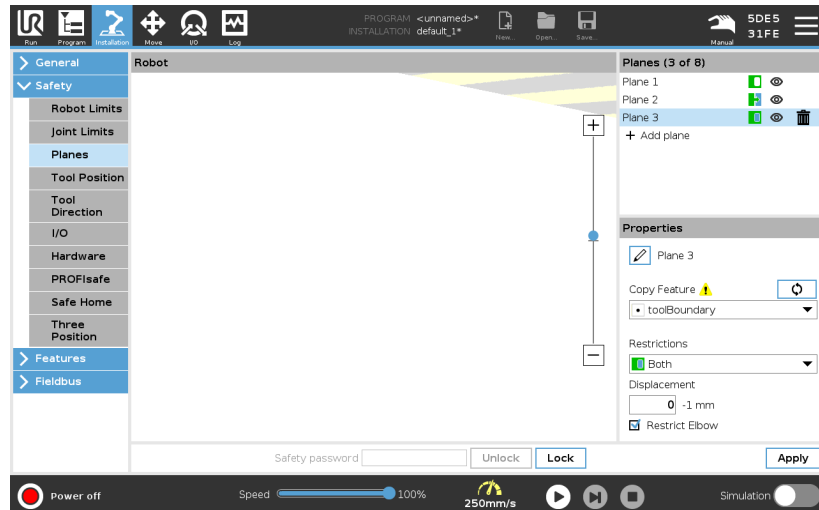 PROGRAM <unnamed>*
INSTALLATION default_1*
Run Program Installation Move I/O Log New... Open... Save... Manual
5DE5
31FE
General
Safety
Robot Limits
Joint Limits
Planes
Tool Position
Tool
Direction
I/O
Hardware
PROFIsafe
Safe Home
Three
Position
Features
Fieldbus
Robot
Planes (3 of 8)
Plane 1
Plane 2
Plane 3
+ Add plane
Properties
Plane 3
Copy Feature
toolBoundary
Restrictions
Both
Displacement
0 -1 mm
Restrict Elbow
Safety password Unlock Lock Apply
Power off Speed 100% 250mm/s Simulation